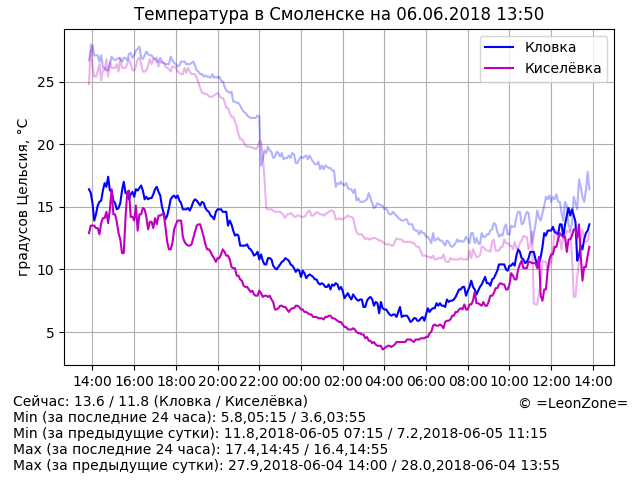 Температура в Смоленске на 06.06.2018 13:50
Кловка
Киселёвка
градусов Цельсия, °C
25
20
15
10
5
14:00 16:00 18:00 20:00 22:00 00:00 02:00 04:00 06:00 08:00 10:00 12:00 14:00
Сейчас: 13.6 / 11.8 (Кловка / Киселёвка)
© =LeonZone=
Min (за последние 24 часа): 5.8,05:15 / 3.6,03:55
Min (за предыдущие сутки): 11.8,2018-06-05 07:15 / 7.2,2018-06-05 11:15
Max (за последние 24 часа): 17.4,14:45 / 16.4,14:55
Max (за предыдущие сутки): 27.9,2018-06-04 14:00 / 28.0,2018-06-04 13:55